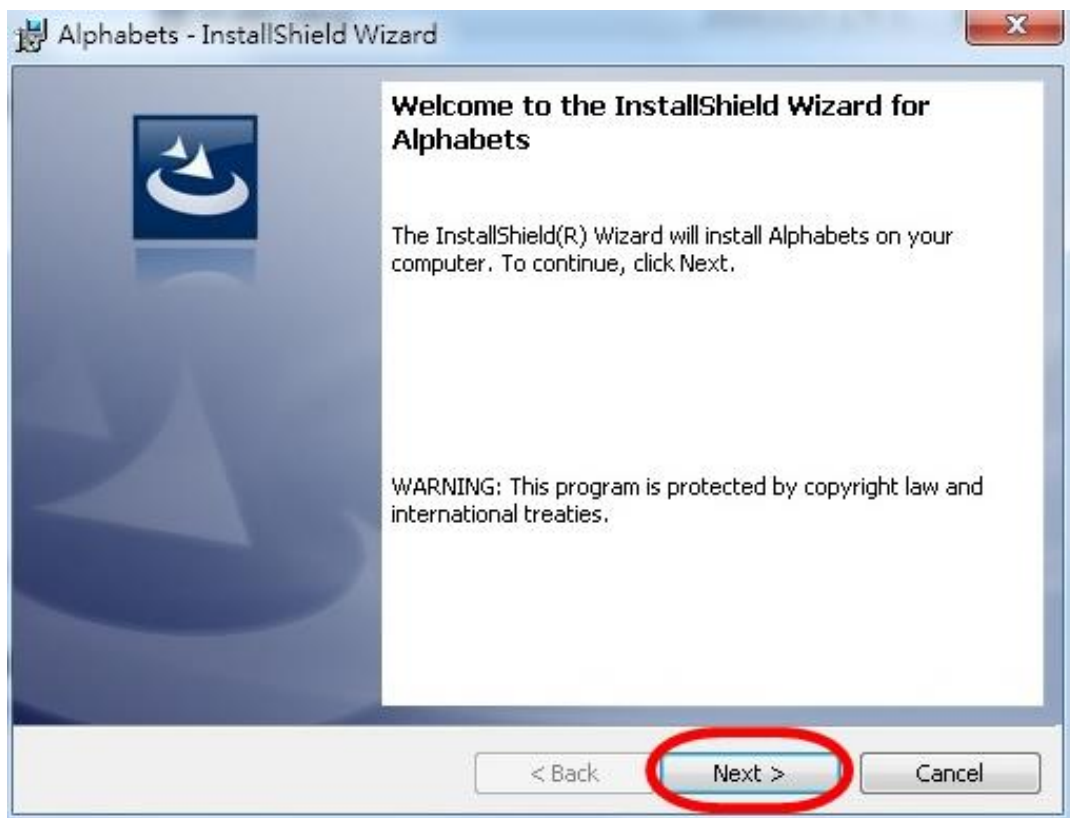 Alphabets - InstallShield Wizard
Welcome to the InstallShield Wizard for
Alphabets
The InstallShield(R) Wizard will install Alphabets on your
computer. To continue, click Next.
WARNING: This program is protected by copyright law and
international treaties.
< Back
Next >
Cancel